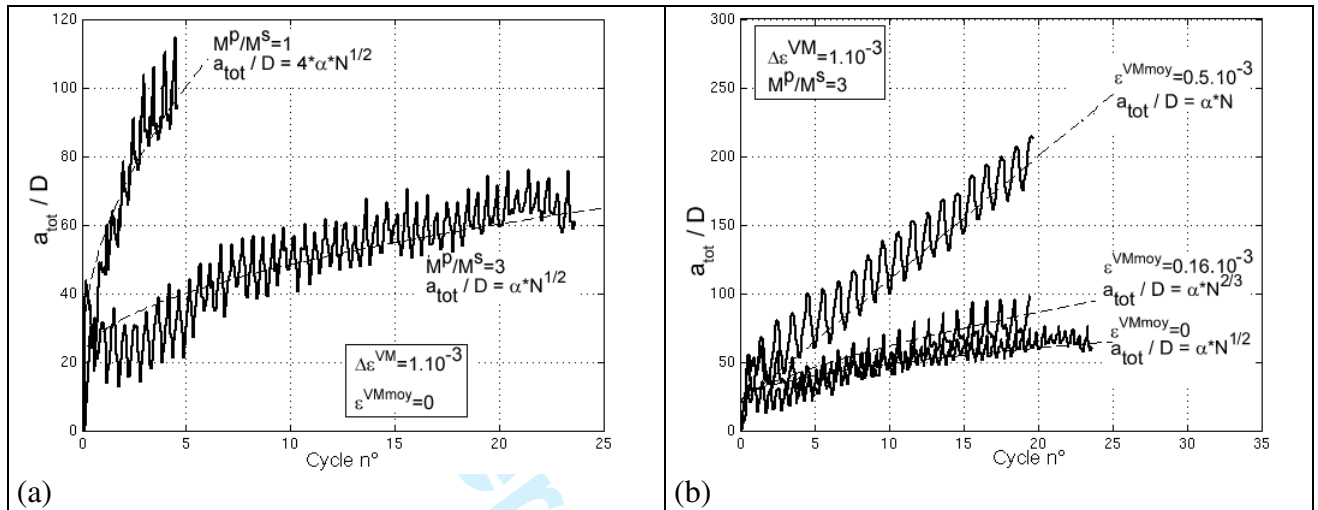 120
100
80
60
40
20
0
a_tot / D
M^p/M^s=1
a_tot / D = 4*α*N^1/2
M^p/M^s=3
a_tot / D = α*N^1/2
Δε^VM=1.10^-3
ε^VMmoy=0
0 5 10 15 20 25
Cycle n°
(a)
300
250
200
150
100
50
0
a_tot / D
Δε^VM=1.10^-3
M^p/M^s=3
ε^VMmoy=0.5.10^-3
a_tot / D = α*N
ε^VMmoy=0.16.10^-3
a_tot / D = α*N^2/3
ε^VMmoy=0
a_tot / D = α*N^1/2
0 5 10 15 20 25 30 35
Cycle n°
(b)